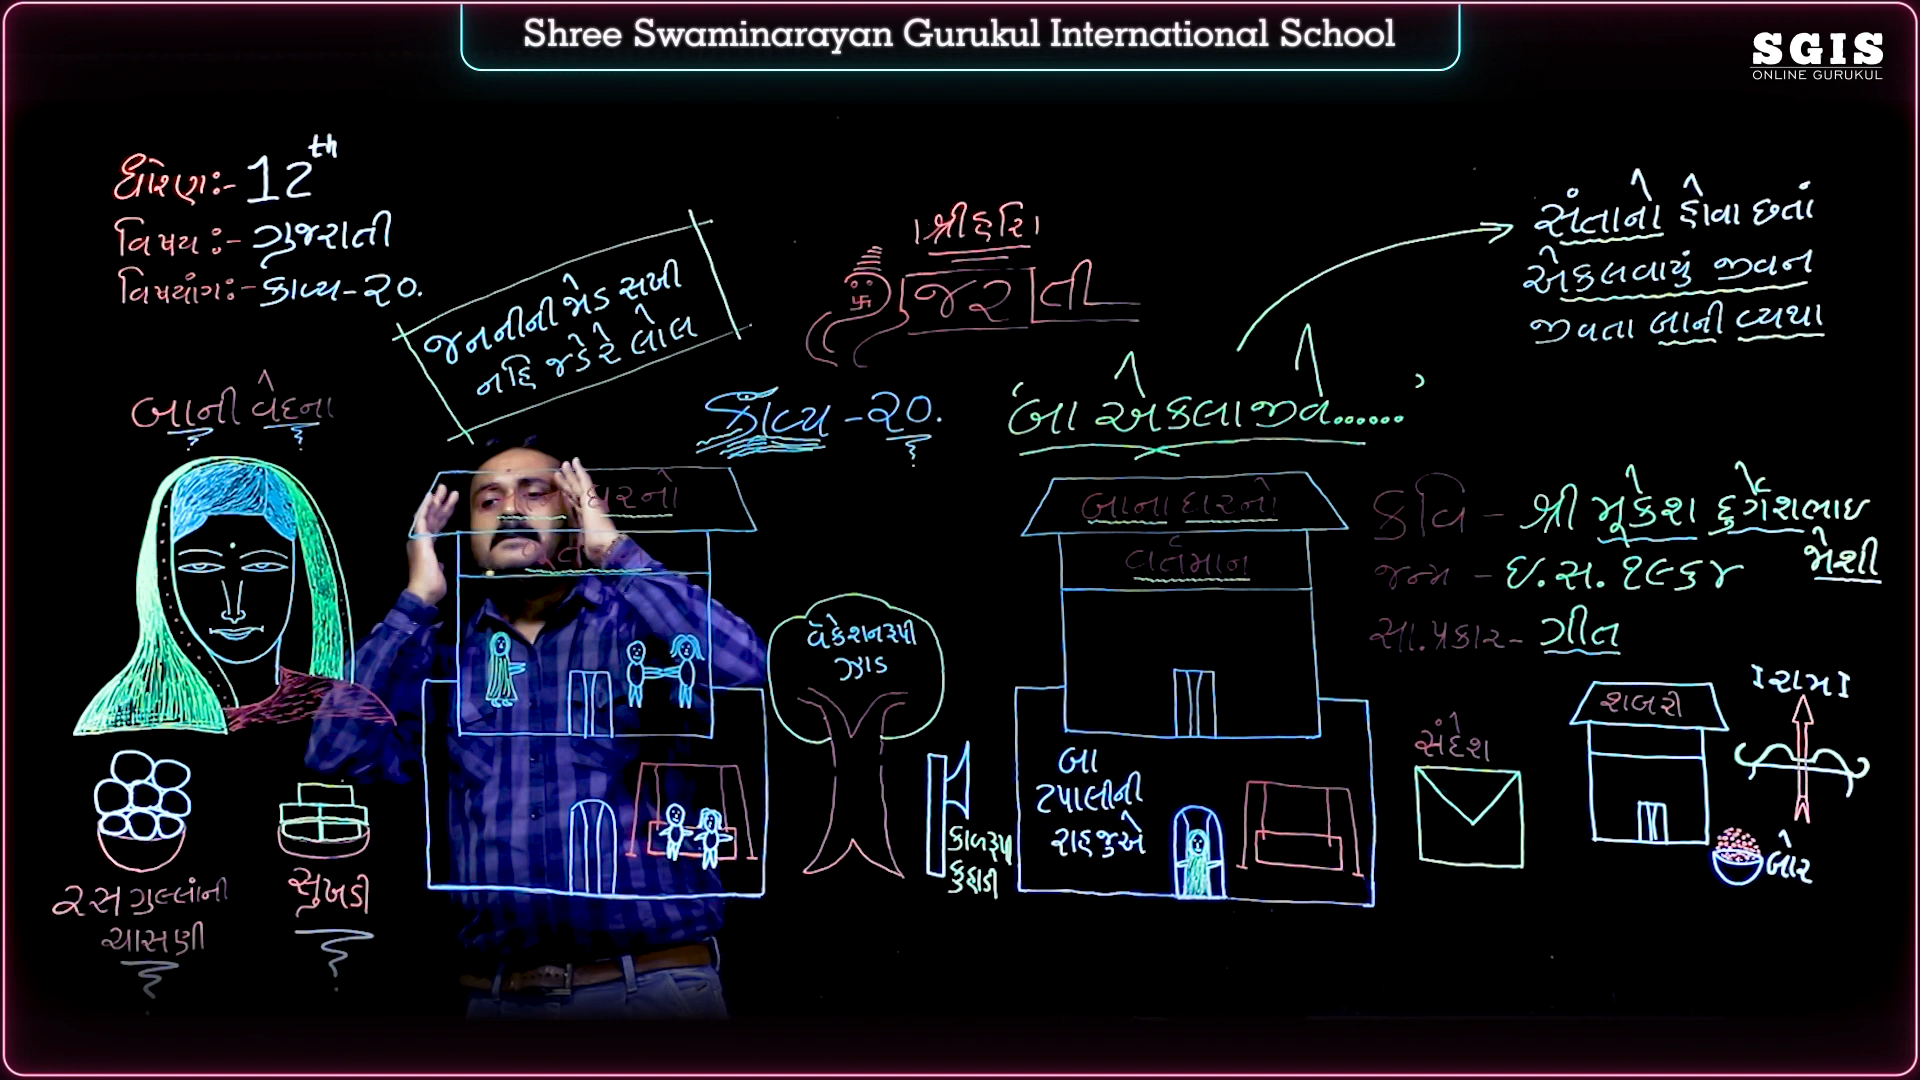 Shree Swaminarayan Gurukul International School
SGIS
ONLINE GURUKUL
ધોરણઃ- 12th
વિષયઃ- ગુજરાતી
વિષયાંગઃ- કાવ્ય-૨૦.
જનનીની જોડ સખી
નહિ જડે રે લોલ
।શ્રીહરિ।
ગુજરાતી
સંતાનો હોવા છતાં
એકલવાયું જીવન
જીવતા બાની વ્યથા
કાવ્ય - ૨૦.
'બા એકલા જીવે......'
બાની વેદના
ઘરનો
બાના ઘરનો
વર્તમાન
કવિ - શ્રી મૂકેશ દુર્ગેશભાઇ
જોશી
જન્મ - ઇ.સ. ૧૯૬૪
સા.પ્રકાર- ગીત
વૅકેશનરૂપી
ઝાડ
કાળરૂપી
કુહાડી
બા
ટપાલીની
રાહ જુએ
સંદેશ
શબરી
।રામ।
બોર
રસગુલ્લાંની
ચાસણી
સુખડી